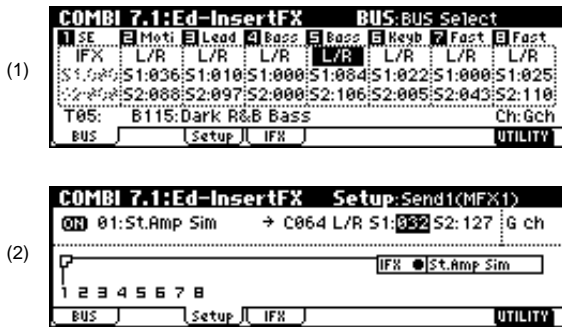 (1)
COMBI 7.1:Ed-InsertFX BUS:BUS Select
1 SE 2 Moti 3 Lead 4 Bass 5 Bass 6 Keyb 7 Fast 8 Fast
IFX L/R L/R L/R L/R L/R L/R L/R
S1:036 S1:010 S1:000 S1:084 S1:022 S1:000 S1:025
S2:088 S2:097 S2:000 S2:106 S2:005 S2:043 S2:110
T05: B115:Dark R&B Bass Ch:Gch
BUS Setup IFX UTILITY
(2)
COMBI 7.1:Ed-InsertFX Setup:Send1(MFX1)
ON 01:St.Amp Sim → C064 L/R S1:032 S2:127 G ch
IFX ●St.Amp Sim
1 2 3 4 5 6 7 8
BUS Setup IFX UTILITY